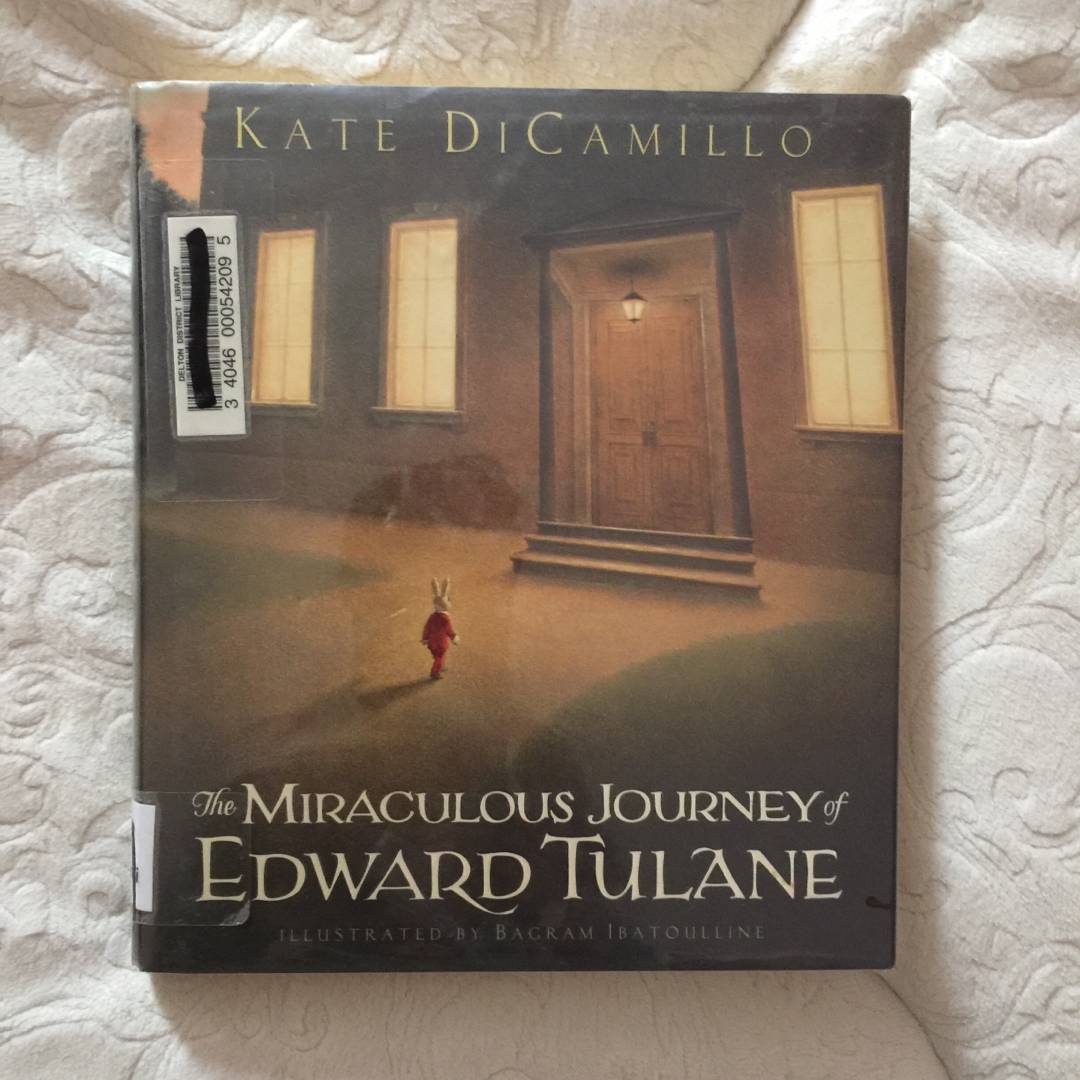 KATE DICAMILLO
DELTON DISTRICT LIBRARY
3 4046 00054209 5
The MIRACULOUS JOURNEY of
EDWARD TULANE
ILLUSTRATED BY BAGRAM IBATOULLINE